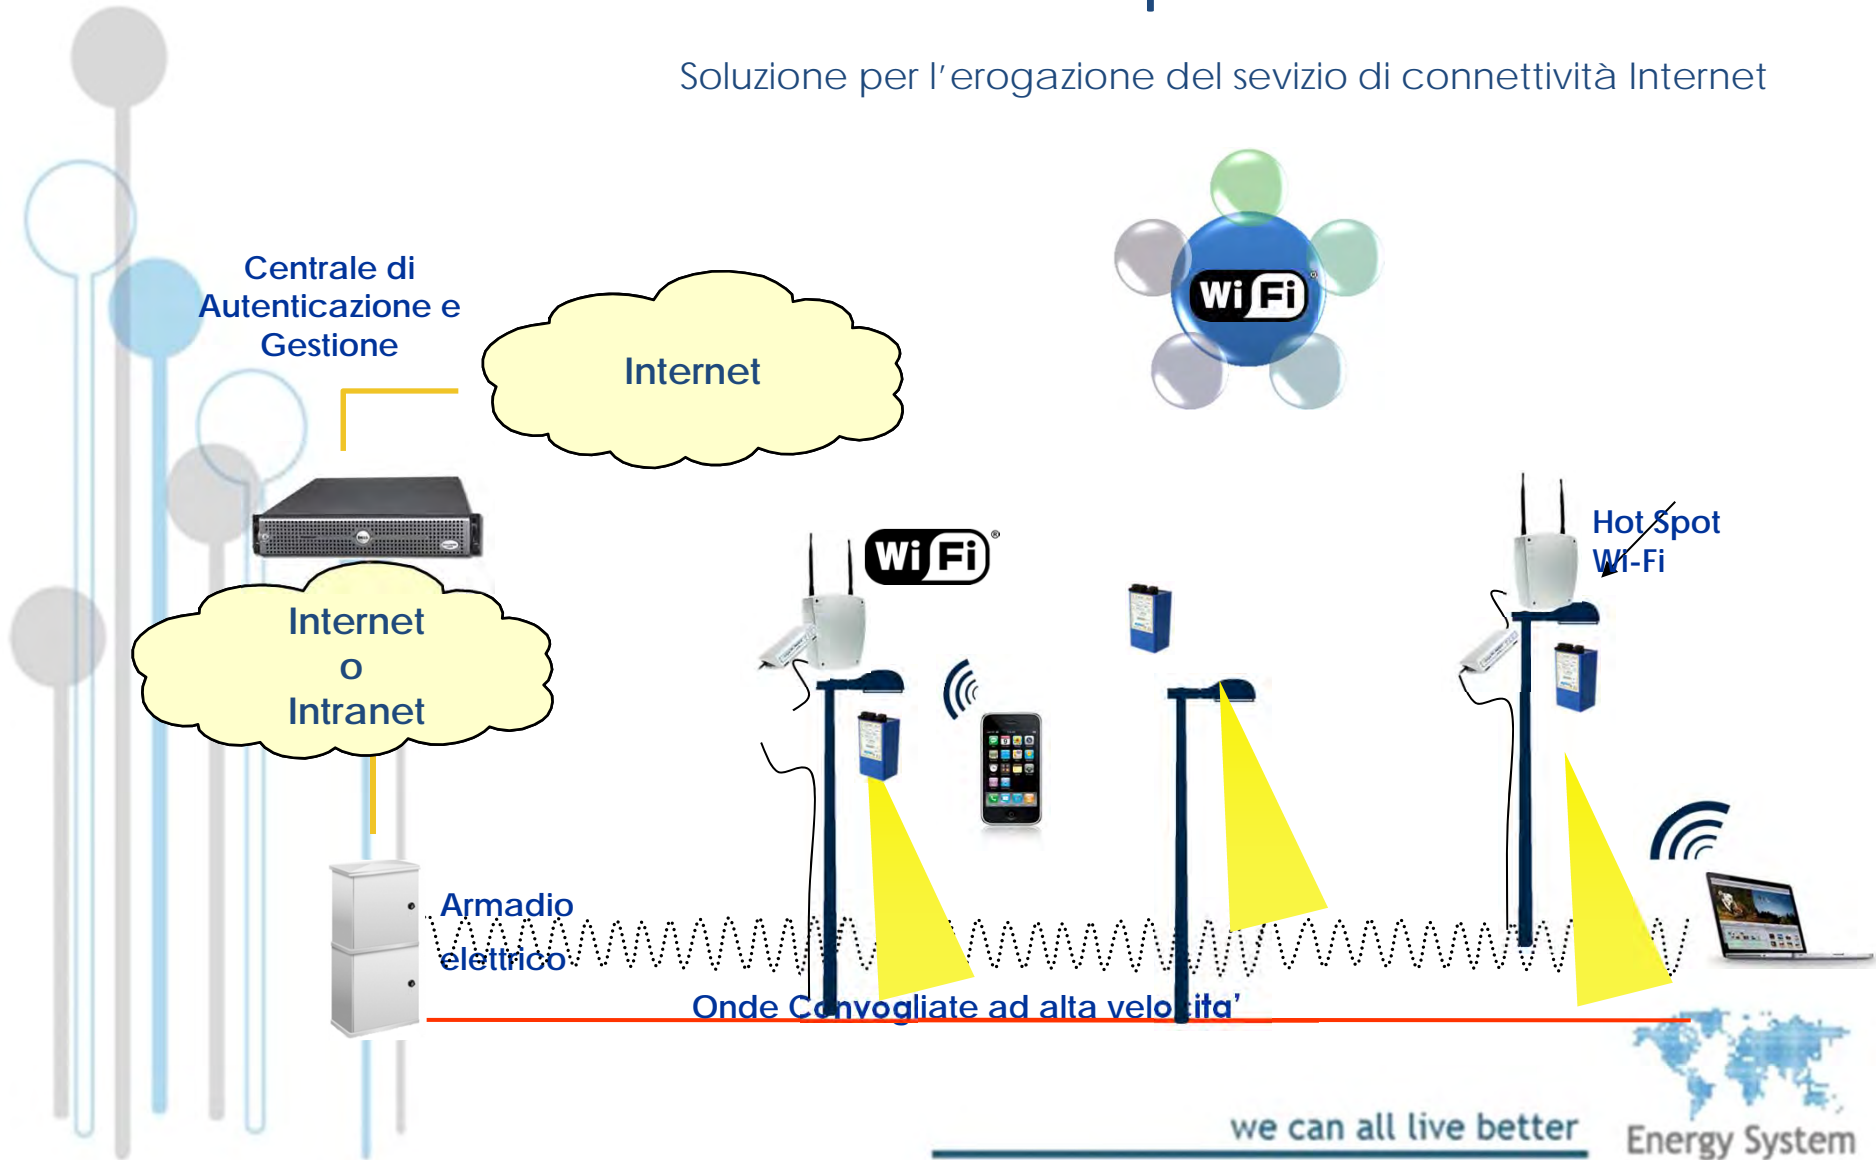 Soluzione per l'erogazione del sevizio di connettività Internet
Centrale di
Autenticazione e
Gestione
Internet
Wi Fi
Internet
o
Intranet
Wi Fi
Hot Spot
Wi-Fi
Armadio
elettrico
Onde Convogliate ad alta velocita'
we can all live better
Energy System